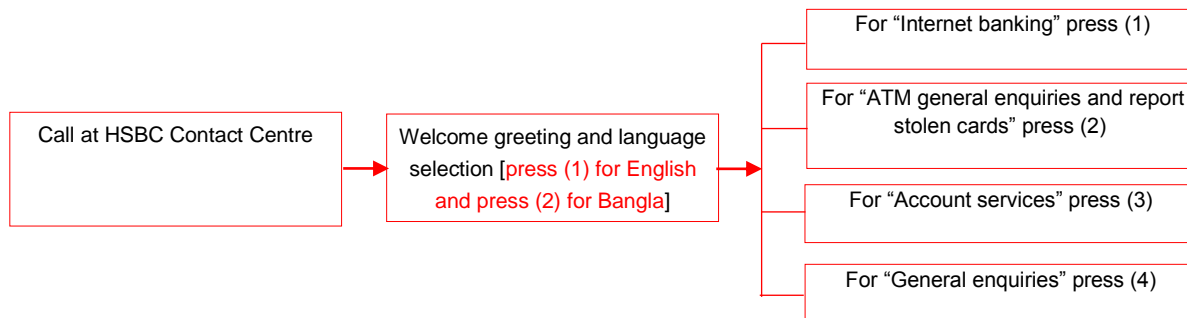 Call at HSBC Contact Centre
Welcome greeting and language
selection [press (1) for English
and press (2) for Bangla]
For “Internet banking” press (1)
For “ATM general enquiries and report
stolen cards” press (2)
For “Account services” press (3)
For “General enquiries” press (4)